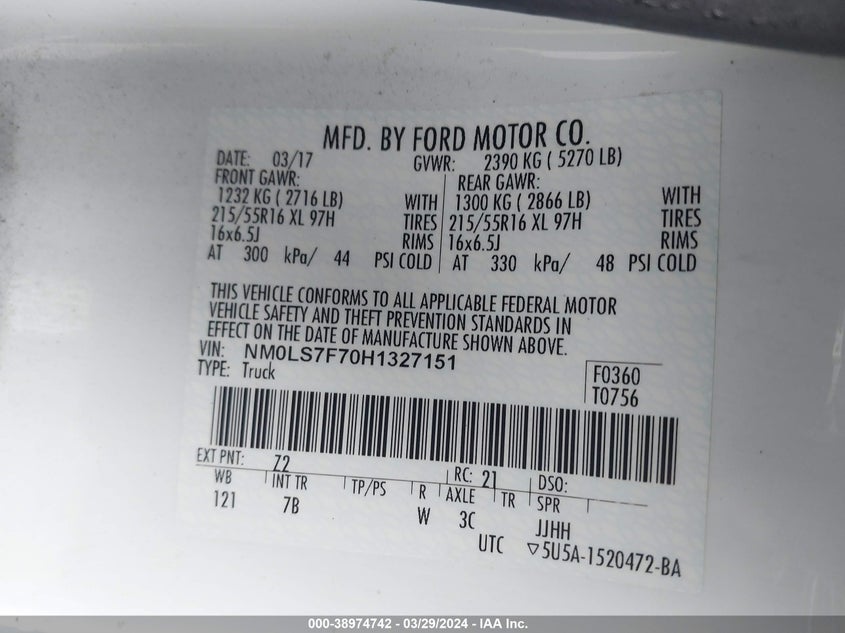 MFD. BY FORD MOTOR CO.
DATE: 03/17 GVWR: 2390 KG ( 5270 LB)
FRONT GAWR: REAR GAWR:
1232 KG ( 2716 LB) WITH 1300 KG ( 2866 LB) WITH
215/55R16 XL 97H TIRES 215/55R16 XL 97H TIRES
16x6.5J RIMS 16x6.5J RIMS
AT 300 kPa/ 44 PSI COLD AT 330 kPa/ 48 PSI COLD
THIS VEHICLE CONFORMS TO ALL APPLICABLE FEDERAL MOTOR
VEHICLE SAFETY AND THEFT PREVENTION STANDARDS IN
EFFECT ON THE DATE OF MANUFACTURE SHOWN ABOVE.
VIN: NM0LS7F70H1327151
TYPE: Truck
F0360
T0756
EXT PNT: Z2 RC: 21 DSO:
WB INT TR TP/PS R AXLE TR SPR
121 7B W 3C JJHH
UTC ▽5U5A-1520472-BA
000-38974742 - 03/29/2024 - IAA Inc.